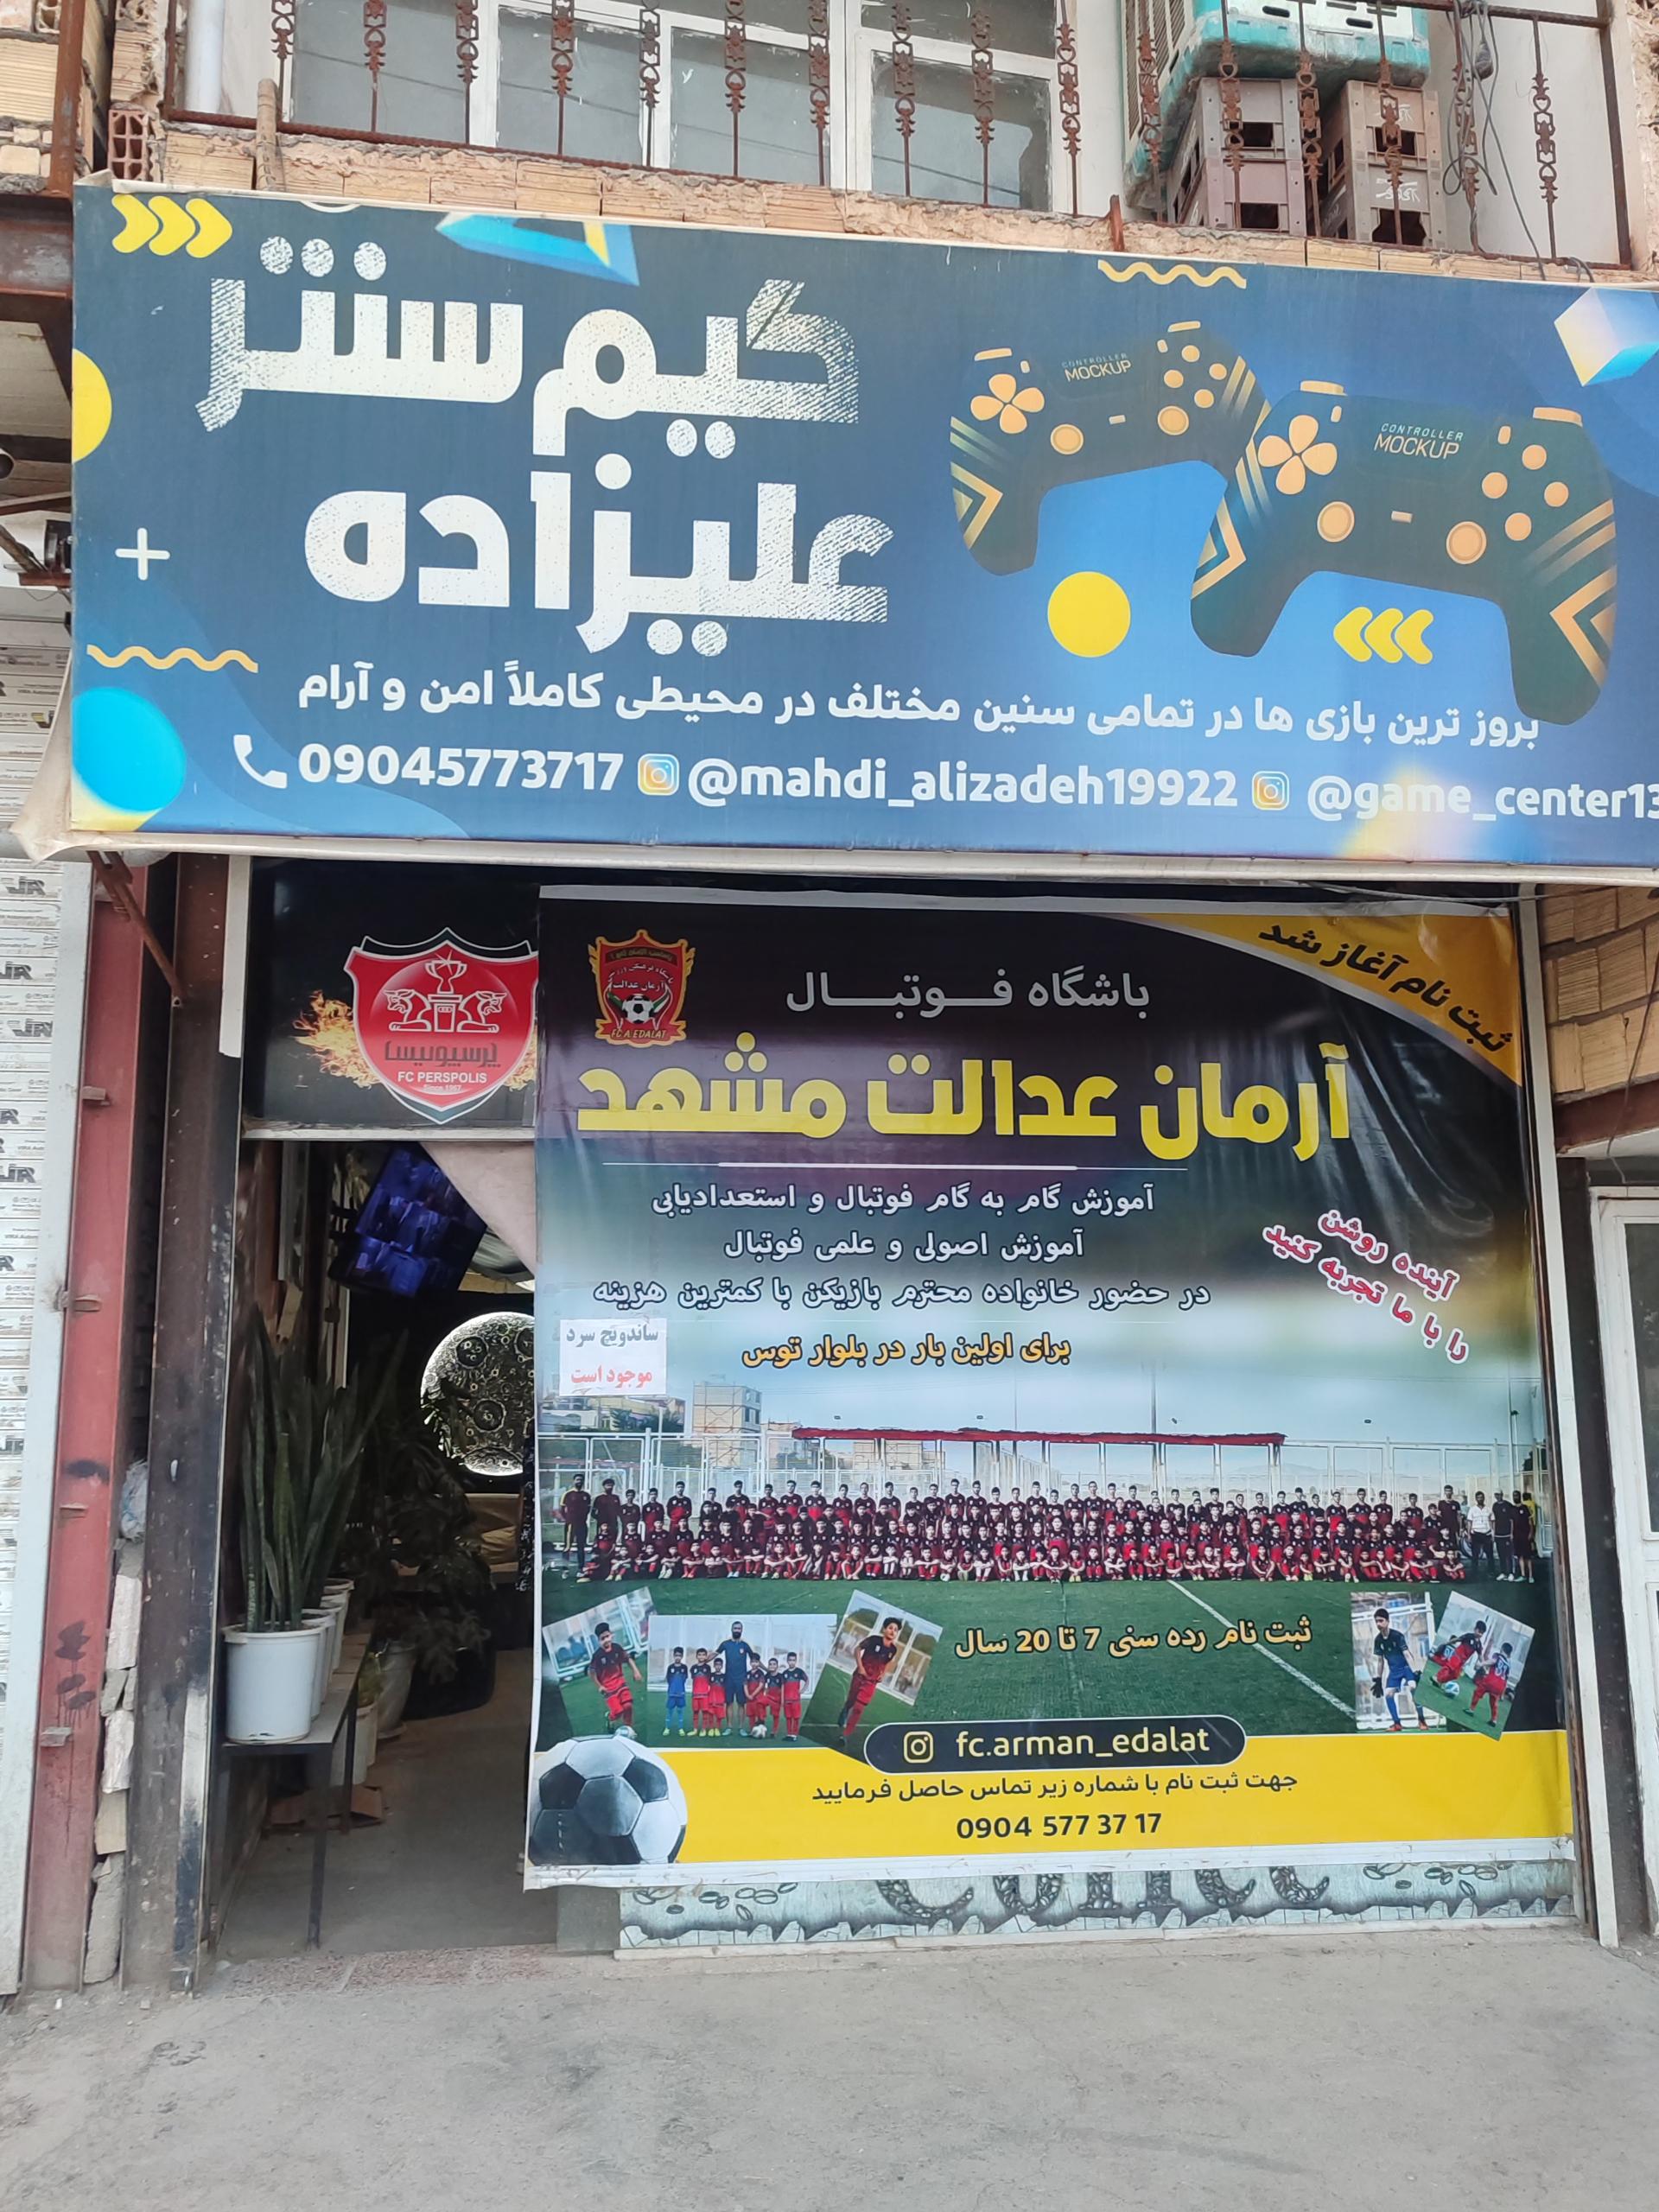 گیم سنتر
علیزاده
CONTROLLER
MOCKUP
CONTROLLER
MOCKUP
بروز ترین بازی ها در تمامی سنین مختلف در محیطی کاملاً امن و آرام
09045773717 @mahdi_alizadeh19922 @game_center13
پرسپولیس
FC PERSPOLIS
Since 1967
ثبت نام آغاز شد
آرمان عدالت
FC A EDALAT
باشگاه فوتبال
آرمان عدالت مشهد
آموزش گام به گام فوتبال و استعدادیابی
آموزش اصولی و علمی فوتبال
در حضور خانواده محترم بازیکن با کمترین هزینه
برای اولین بار در بلوار توس
آینده روشن
را با ما تجربه کنید
ساندویچ سرد
موجود است
ثبت نام رده سنی 7 تا 20 سال
fc.arman_edalat
جهت ثبت نام با شماره زیر تماس حاصل فرمایید
0904 577 37 17
Coffee